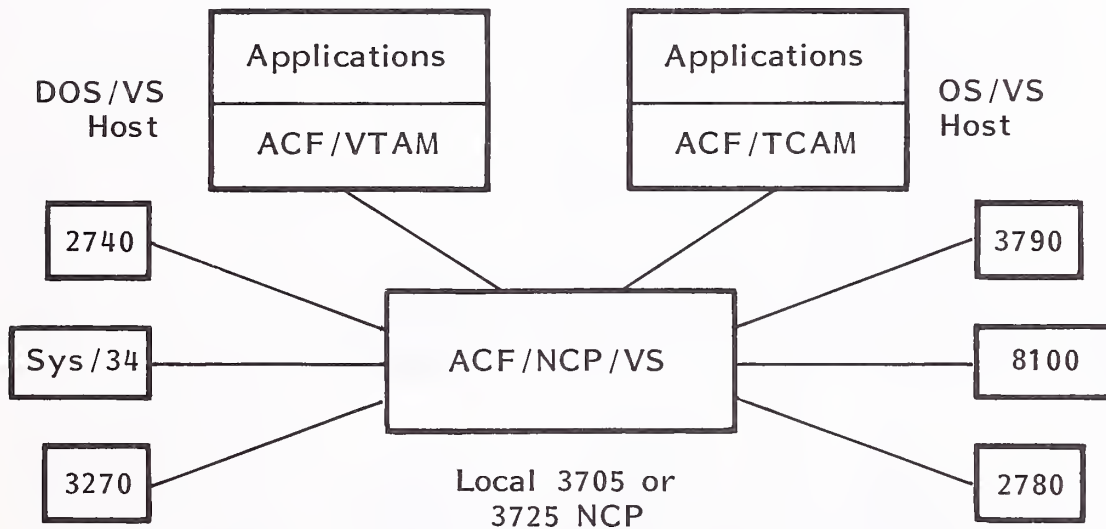 Applications
Applications
DOS/VS
Host
OS/VS
Host
ACF/VTAM
ACF/TCAM
2740
3790
Sys/34
ACF/NCP/VS
8100
3270
Local 3705 or
3725 NCP
2780